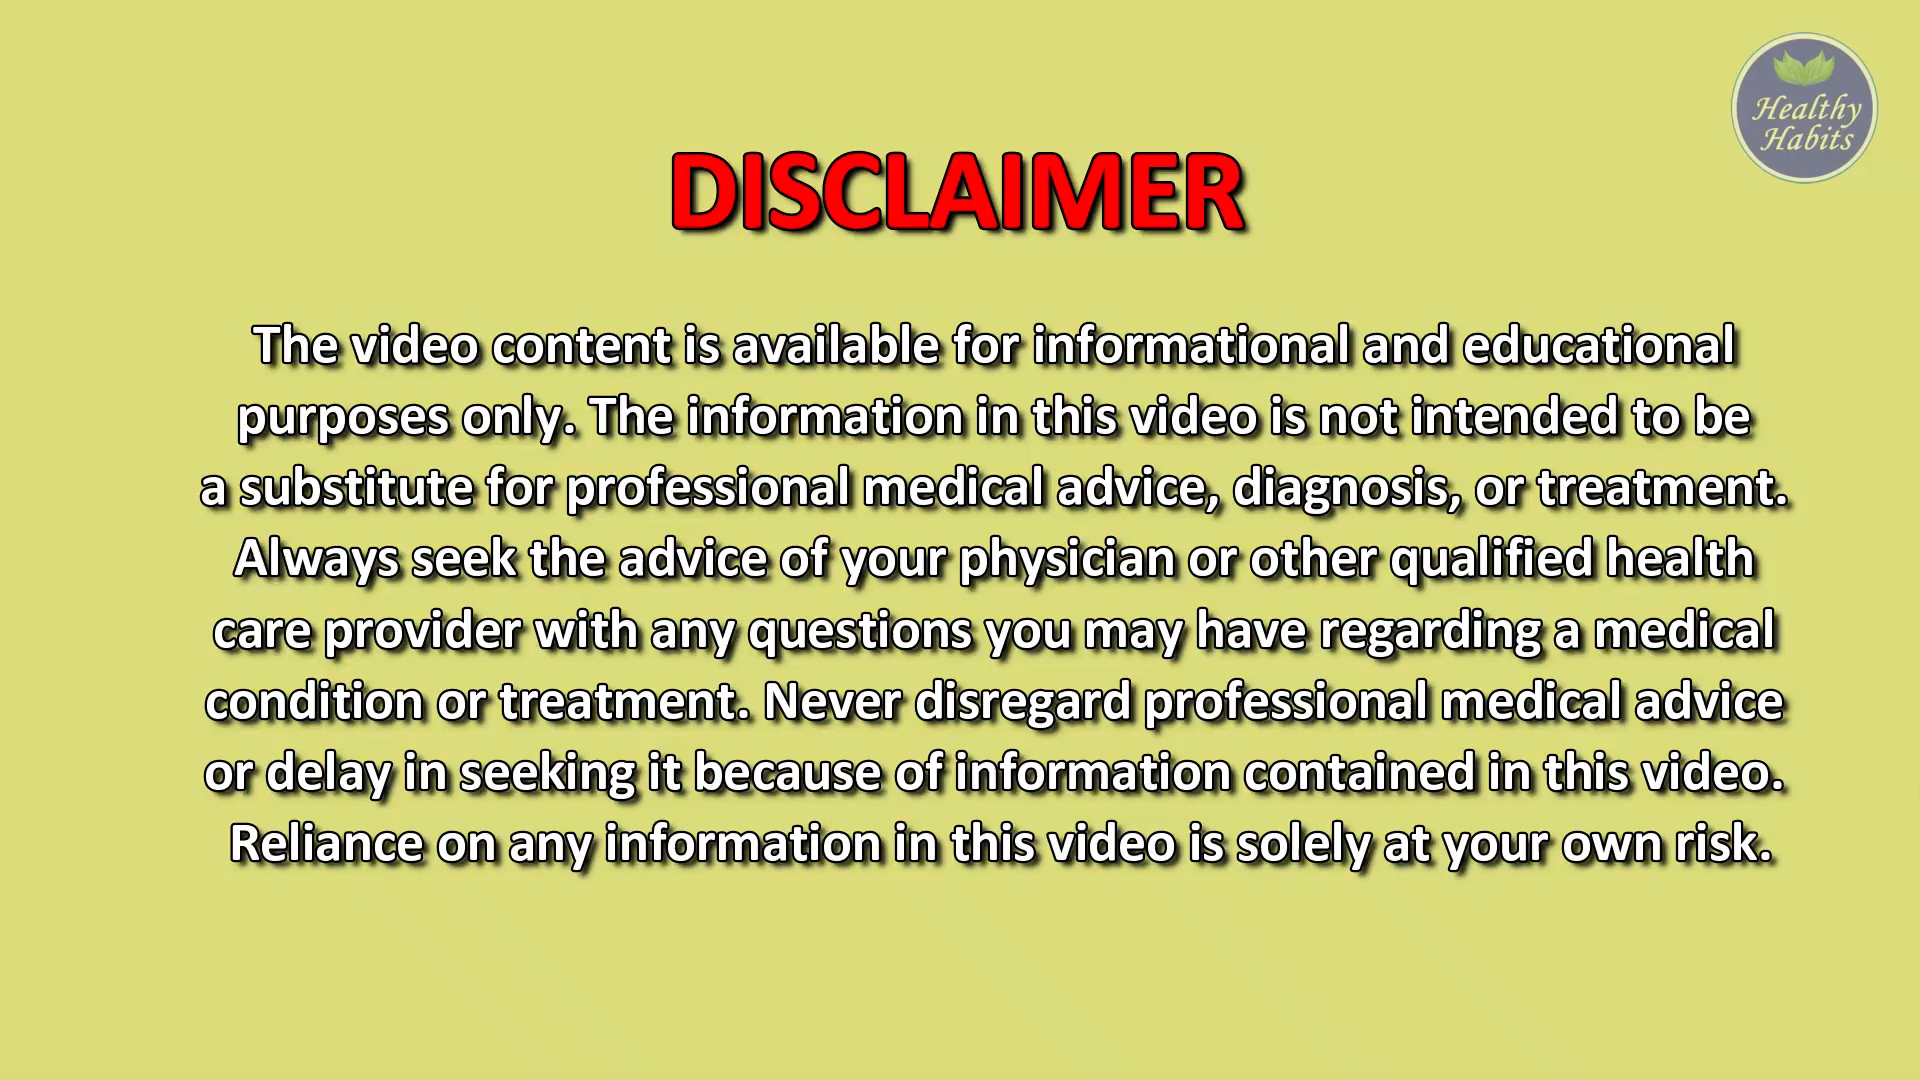 Healthy
Habits
DISCLAIMER
The video content is available for informational and educational
purposes only. The information in this video is not intended to be
a substitute for professional medical advice, diagnosis, or treatment.
Always seek the advice of your physician or other qualified health
care provider with any questions you may have regarding a medical
condition or treatment. Never disregard professional medical advice
or delay in seeking it because of information contained in this video.
Reliance on any information in this video is solely at your own risk.